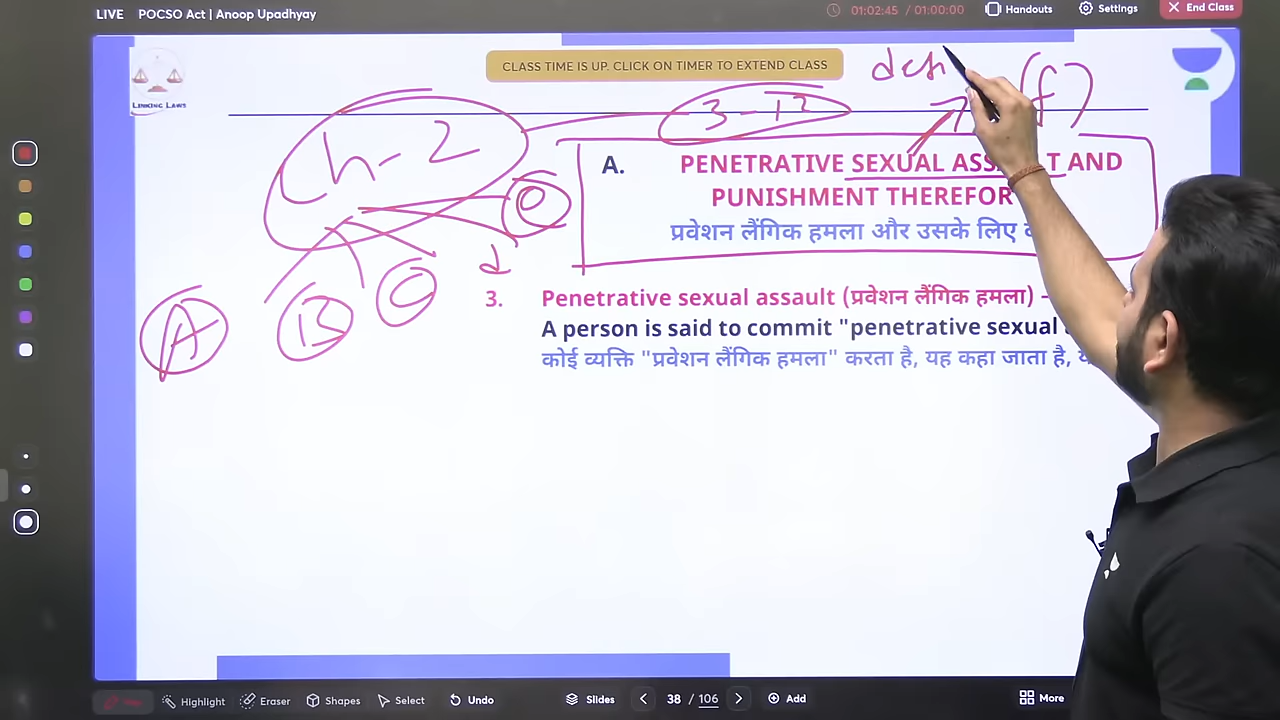 LIVE POCSO Act | Anoop Upadhyay 01:02:45 / 01:00:00 Handouts Settings End Class
CLASS TIME IS UP. CLICK ON TIMER TO EXTEND CLASS
LINKING LAWS
(f)
3-12
Ch-2
A. PENETRATIVE SEXUAL ASSAULT AND
PUNISHMENT THEREFOR
प्रवेशन लैंगिक हमला और उसके लिए
A B C d
3. Penetrative sexual assault (प्रवेशन लैंगिक हमला) -
A person is said to commit "penetrative sexual
कोई व्यक्ति "प्रवेशन लैंगिक हमला" करता है, यह कहा जाता है,
Highlight Eraser Shapes Select Undo Slides 38 / 106 Add More